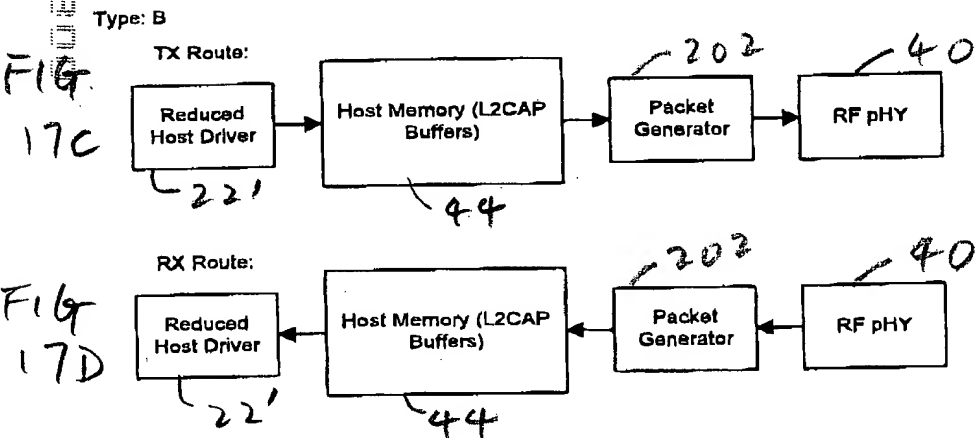 Type: B
TX Route:
FIG.
17C
Reduced
Host Driver
Host Memory (L2CAP
Buffers)
Packet
Generator
RF pHY
202
40
22'
44
RX Route:
FIG
17D
Reduced
Host Driver
Host Memory (L2CAP
Buffers)
Packet
Generator
RF pHY
202
40
22'
44